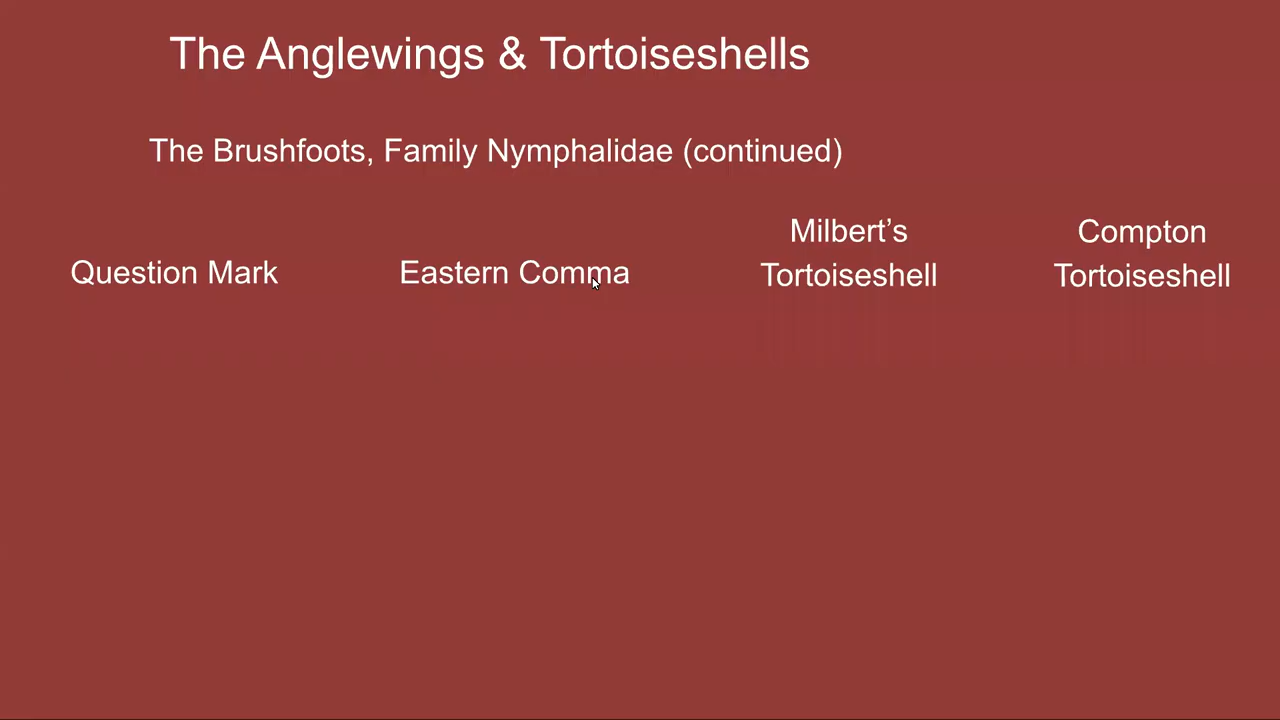 The Anglewings & Tortoiseshells
The Brushfoots, Family Nymphalidae (continued)
Question Mark
Eastern Comma
Milbert’s
Tortoiseshell
Compton
Tortoiseshell